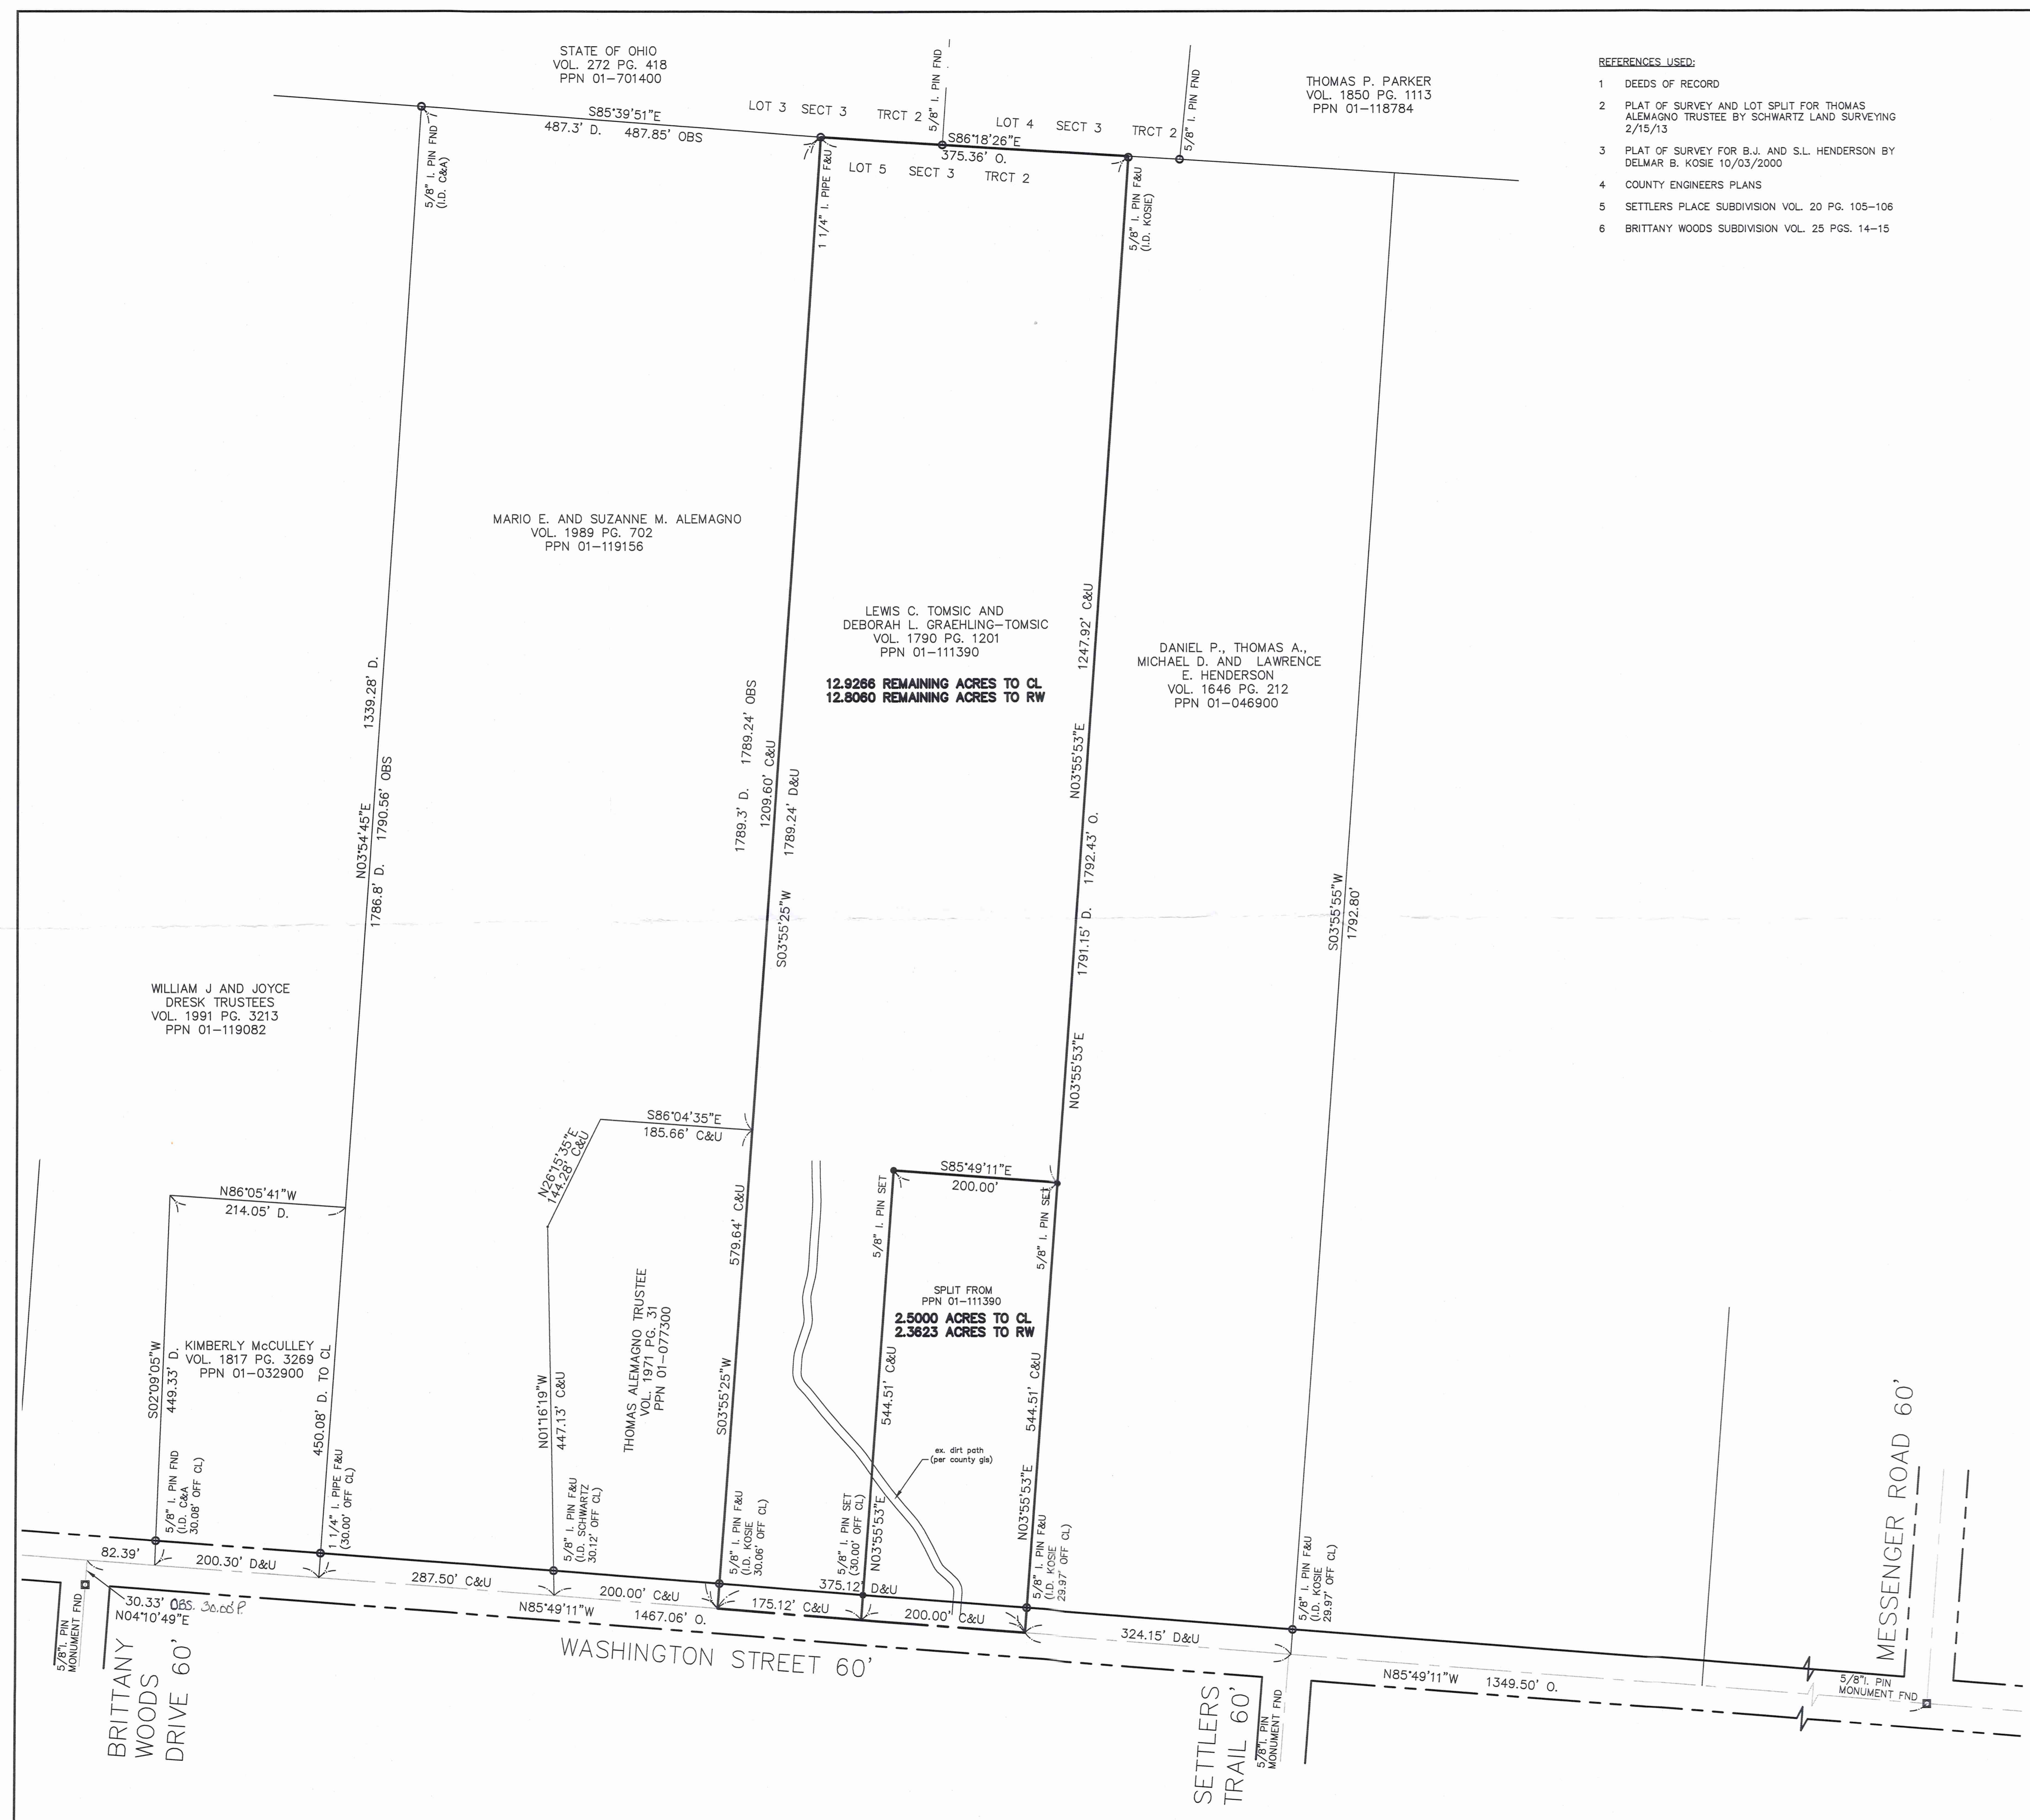 STATE OF OHIO
VOL. 272 PG. 418
PPN 01-701400
THOMAS P. PARKER
VOL. 1850 PG. 1113
PPN 01-118784
REFERENCES USED:
1 DEEDS OF RECORD
2 PLAT OF SURVEY AND LOT SPLIT FOR THOMAS
ALEMAGNO TRUSTEE BY SCHWARTZ LAND SURVEYING
2/15/13
3 PLAT OF SURVEY FOR B.J. AND S.L. HENDERSON BY
DELMAR B. KOSIE 10/03/2000
4 COUNTY ENGINEERS PLANS
5 SETTLERS PLACE SUBDIVISION VOL. 20 PG. 105-106
6 BRITTANY WOODS SUBDIVISION VOL. 25 PGS. 14-15
S85°39'51"E
487.3' D. 487.85' OBS
LOT 3 SECT 3 TRCT 2
5/8" I. PIN FND
LOT 4 SECT 3 TRCT 2
5/8" I. PIN FND
S86°18'26"E
375.36' O.
LOT 5 SECT 3 TRCT 2
5/8" I. PIN FND
(I.D. C&A)
1 1/4" I. PIPE F&U
5/8" I. PIN F&U
(I.D. KOSIE)
MARIO E. AND SUZANNE M. ALEMAGNO
VOL. 1989 PG. 702
PPN 01-119156
LEWIS C. TOMSIC AND
DEBORAH L. GRAEHLING-TOMSIC
VOL. 1790 PG. 1201
PPN 01-111390
12.9266 REMAINING ACRES TO CL
12.8060 REMAINING ACRES TO RW
DANIEL P., THOMAS A.,
MICHAEL D. AND LAWRENCE
E. HENDERSON
VOL. 1646 PG. 212
PPN 01-046900
1339.28' D.
N03°54'45"E
1786.8' D. 1790.56' OBS
1789.3' D. 1789.24' OBS
1209.60' C&U
1789.24' D&U
S03°55'25"W
1247.92' C&U
N03°55'53"E
1791.15' D. 1792.43' O.
N03°55'53"E
S03°55'55"W
1792.80'
WILLIAM J AND JOYCE
DRESK TRUSTEES
VOL. 1991 PG. 3213
PPN 01-119082
N86°05'41"W
214.05' D.
N26°15'35"E
144.28' C&U
S86°04'35"E
185.66' C&U
S85°49'11"E
200.00'
5/8" I. PIN SET
5/8" I. PIN SET
579.64' C&U
SPLIT FROM
PPN 01-111390
2.5000 ACRES TO CL
2.3623 ACRES TO RW
KIMBERLY McCULLEY
VOL. 1817 PG. 3269
PPN 01-032900
S02°09'05"W
449.33' D.
450.08' D. TO CL
N01°16'19"W
447.13' C&U
THOMAS ALEMAGNO TRUSTEE
VOL. 1971 PG. 31
PPN 01-077300
S03°55'25"W
544.51' C&U
544.51' C&U
ex. dirt path
(per county gis)
5/8" I. PIN FND
(I.D. C&A
30.08' OFF CL)
1 1/4" I. PIPE F&U
(30.00' OFF CL)
5/8" I. PIN F&U
(I.D. SCHWARTZ
30.12' OFF CL)
5/8" I. PIN F&U
(I.D. KOSIE
30.06' OFF CL)
5/8" I. PIN SET
(30.00' OFF CL)
N03°55'53"E
N03°55'53"E
5/8" I. PIN F&U
(I.D. KOSIE
29.97' OFF CL)
5/8" I. PIN F&U
(I.D. KOSIE
29.97' OFF CL)
82.39'
200.30' D&U
287.50' C&U
200.00' C&U
375.12' D&U
175.12' C&U
200.00' C&U
324.15' D&U
30.33' OBS. 30.00' P.
N04°10'49"E
N85°49'11"W 1467.06' O.
N85°49'11"W 1349.50' O.
WASHINGTON STREET 60'
5/8"I. PIN
MONUMENT FND
BRITTANY
WOODS
DRIVE 60'
SETTLERS
TRAIL 60'
5/8"I. PIN
MONUMENT FND
5/8"I. PIN
MONUMENT FND
MESSENGER ROAD 60'